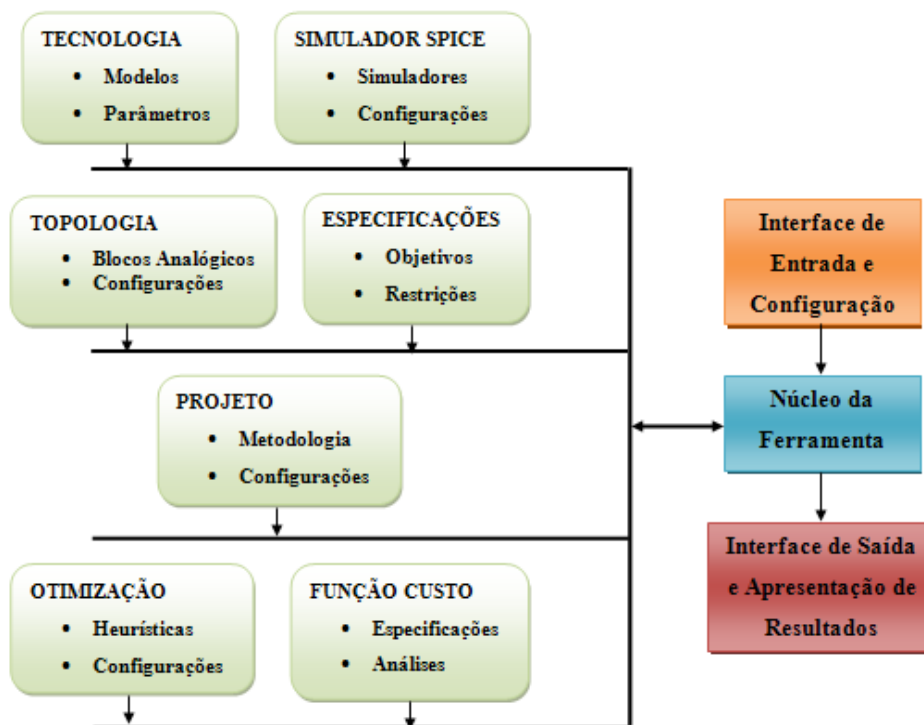 TECNOLOGIA
• Modelos
• Parâmetros
SIMULADOR SPICE
• Simuladores
• Configurações
TOPOLOGIA
• Blocos Analógicos
• Configurações
ESPECIFICAÇÕES
• Objetivos
• Restrições
PROJETO
• Metodologia
• Configurações
OTIMIZAÇÃO
• Heurísticas
• Configurações
FUNÇÃO CUSTO
• Especificações
• Análises
Interface de
Entrada e
Configuração
Núcleo da
Ferramenta
Interface de Saída
e Apresentação de
Resultados